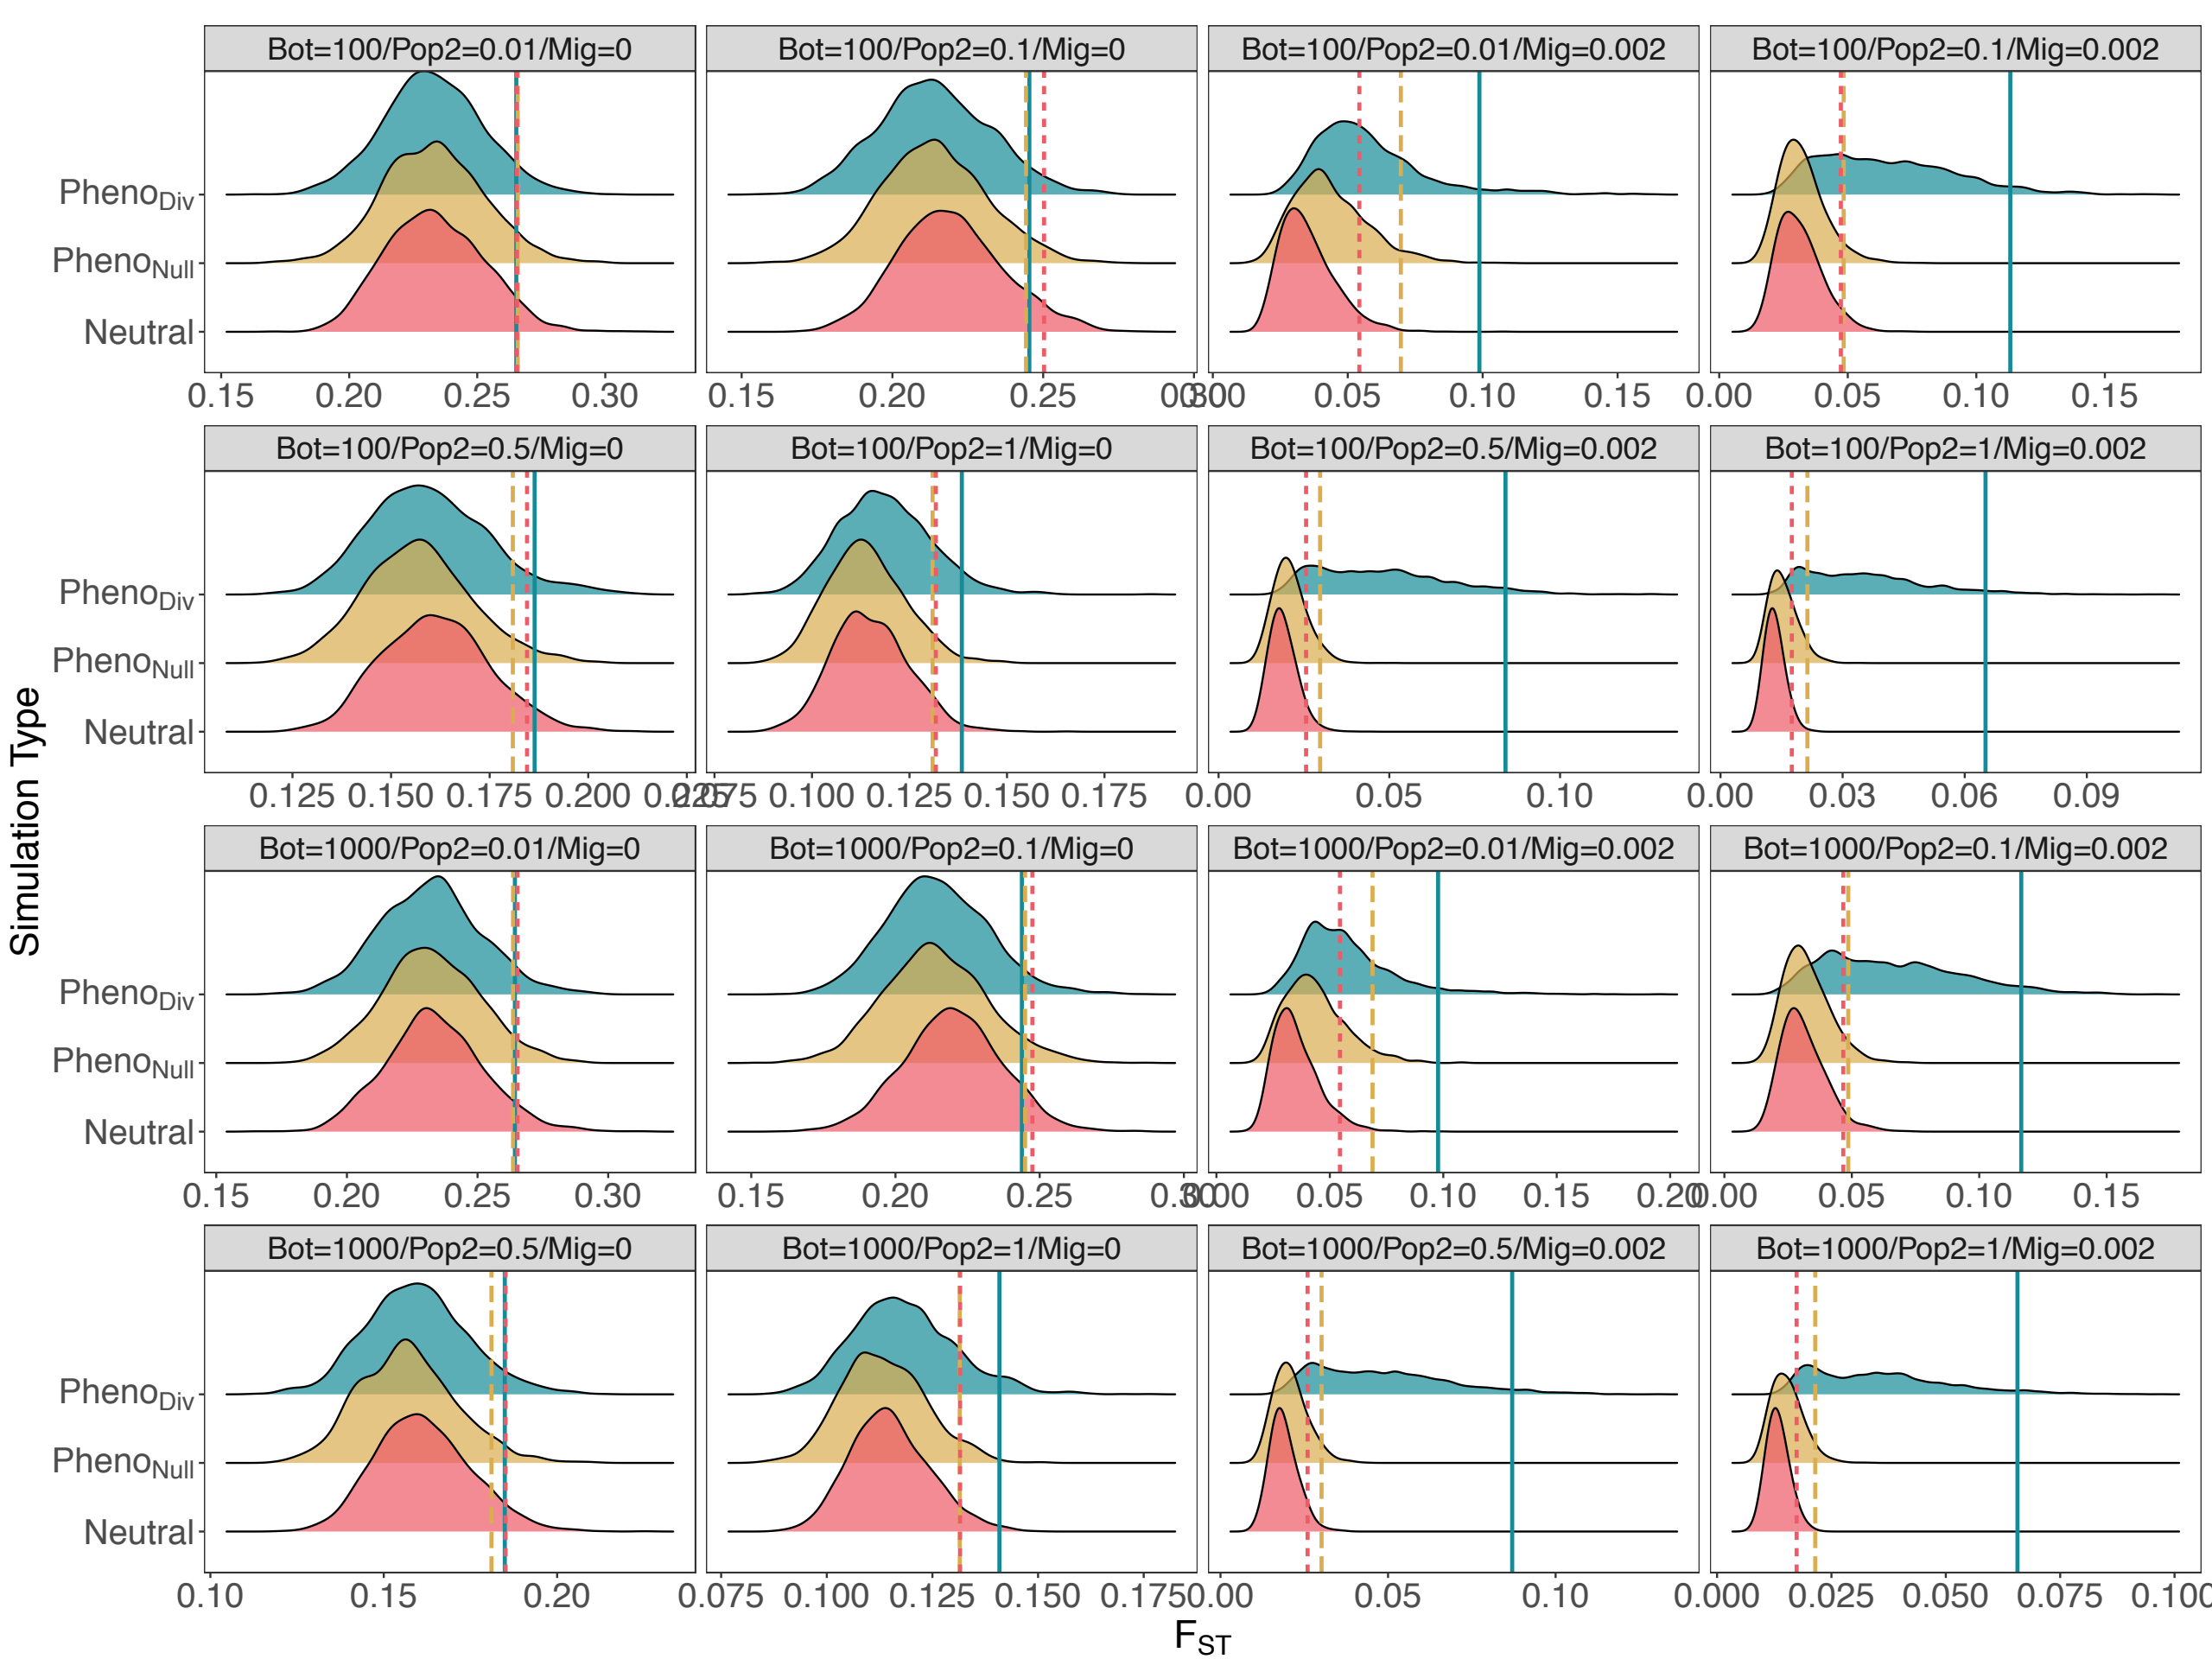 Bot=100/Pop2=0.01/Mig=0
Bot=100/Pop2=0.1/Mig=0
Bot=100/Pop2=0.01/Mig=0.002
Bot=100/Pop2=0.1/Mig=0.002
PhenoDiv
PhenoNull
Neutral
0.15 0.20 0.25 0.30
0.15 0.20 0.25 0.30
0.00 0.05 0.10 0.15
0.00 0.05 0.10 0.15
Bot=100/Pop2=0.5/Mig=0
Bot=100/Pop2=1/Mig=0
Bot=100/Pop2=0.5/Mig=0.002
Bot=100/Pop2=1/Mig=0.002
PhenoDiv
PhenoNull
Neutral
0.125 0.150 0.175 0.200 0.225
0.075 0.100 0.125 0.150 0.175
0.00 0.05 0.10
0.00 0.03 0.06 0.09
Simulation Type
Bot=1000/Pop2=0.01/Mig=0
Bot=1000/Pop2=0.1/Mig=0
Bot=1000/Pop2=0.01/Mig=0.002
Bot=1000/Pop2=0.1/Mig=0.002
PhenoDiv
PhenoNull
Neutral
0.15 0.20 0.25 0.30
0.15 0.20 0.25 0.30
0.00 0.05 0.10 0.15 0.20
0.00 0.05 0.10 0.15
Bot=1000/Pop2=0.5/Mig=0
Bot=1000/Pop2=1/Mig=0
Bot=1000/Pop2=0.5/Mig=0.002
Bot=1000/Pop2=1/Mig=0.002
PhenoDiv
PhenoNull
Neutral
0.10 0.15 0.20
0.075 0.100 0.125 0.150 0.175
0.00 0.05 0.10
0.000 0.025 0.050 0.075 0.100
FST